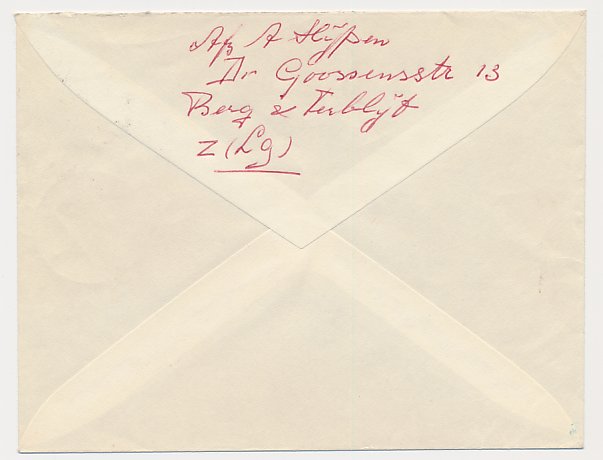 Afz A Slijpen
Dr Goossensstr 13
Berg & Terblijt
Z (Lg)